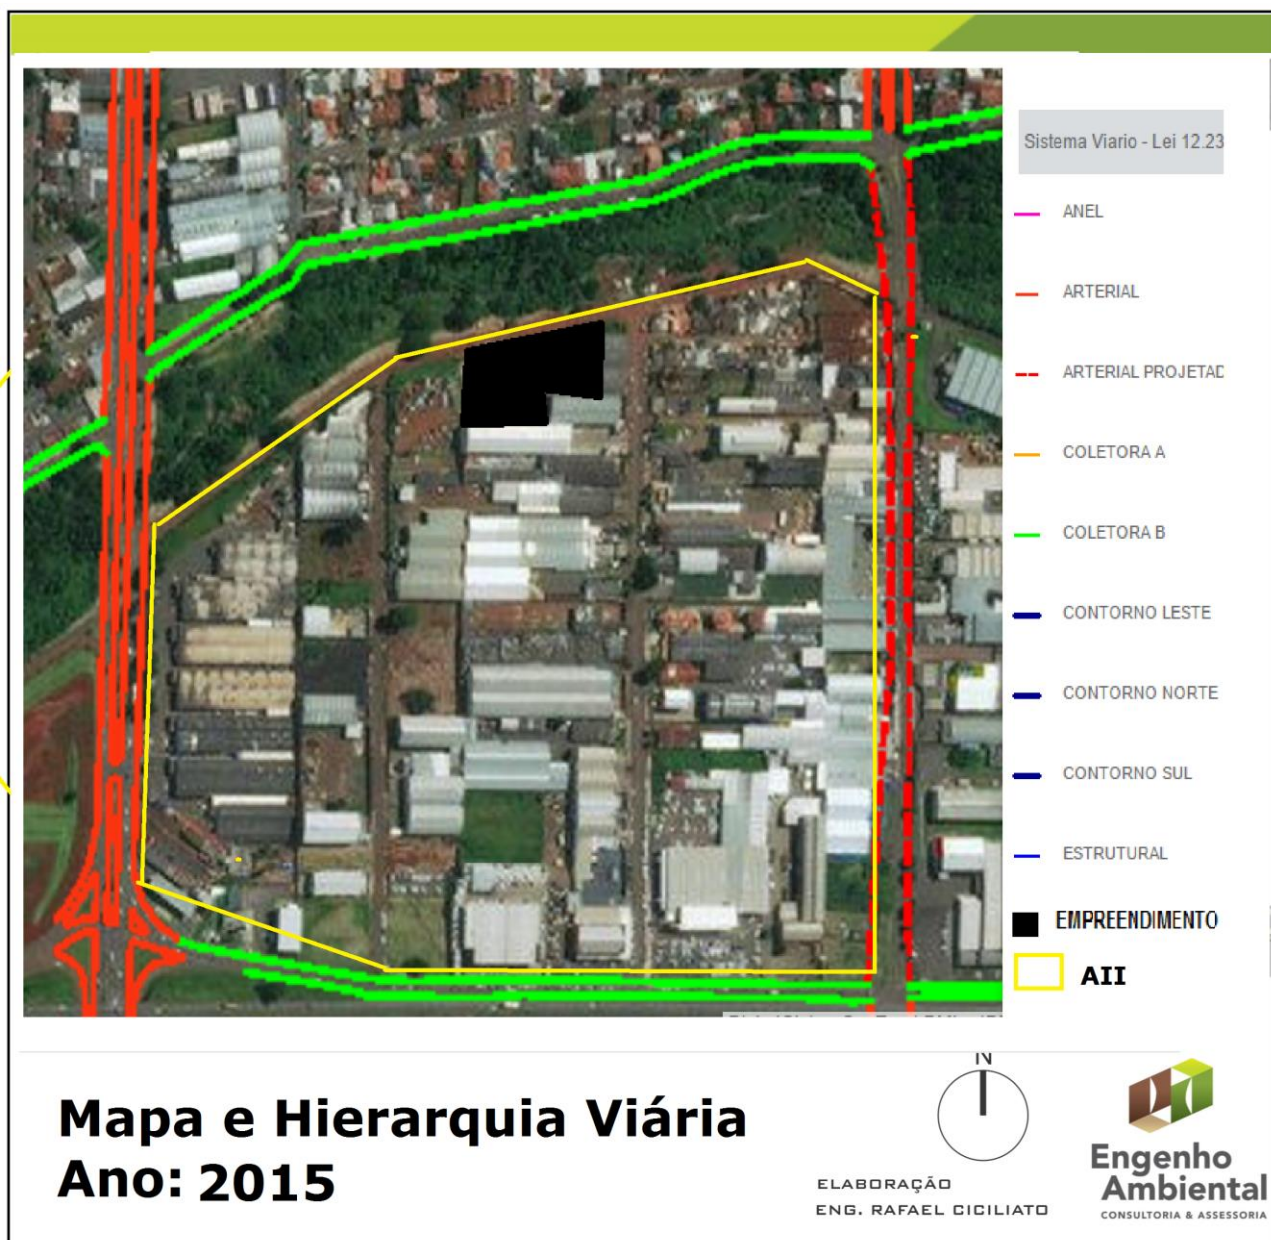 Sistema Viario - Lei 12.23
ANEL
ARTERIAL
ARTERIAL PROJETAD
COLETORA A
COLETORA B
CONTORNO LESTE
CONTORNO NORTE
CONTORNO SUL
ESTRUTURAL
EMPREENDIMENTO
AII
Mapa e Hierarquia Viária
Ano: 2015
N
ELABORAÇÃO
ENG. RAFAEL CICILIATO
Engenho
Ambiental
CONSULTORIA & ASSESSORIA